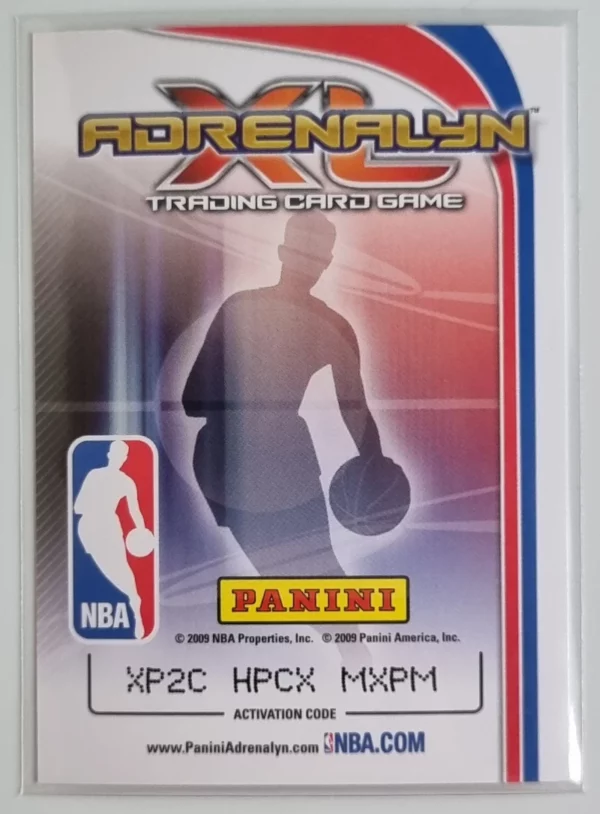 ADRENALYN™
XL
TRADING CARD GAME
NBA
PANINI
© 2009 NBA Properties, Inc. © 2009 Panini America, Inc.
XP2C HPCX MXPM
ACTIVATION CODE
www.PaniniAdrenalyn.com NBA.COM